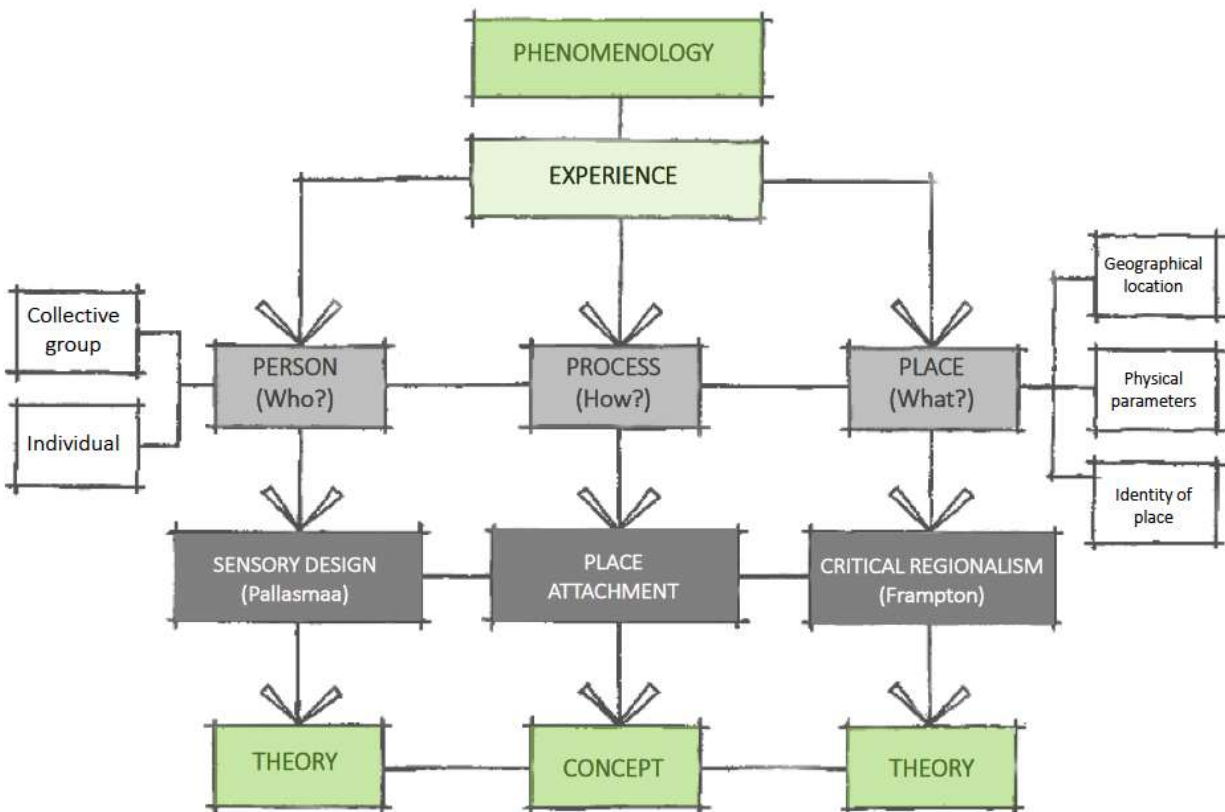 PHENOMENOLOGY
EXPERIENCE
Collective
group
Individual
PERSON
(Who?)
PROCESS
(How?)
PLACE
(What?)
Geographical
location
Physical
parameters
Identity of
place
SENSORY DESIGN
(Pallasmaa)
PLACE
ATTACHMENT
CRITICAL REGIONALISM
(Frampton)
THEORY
CONCEPT
THEORY